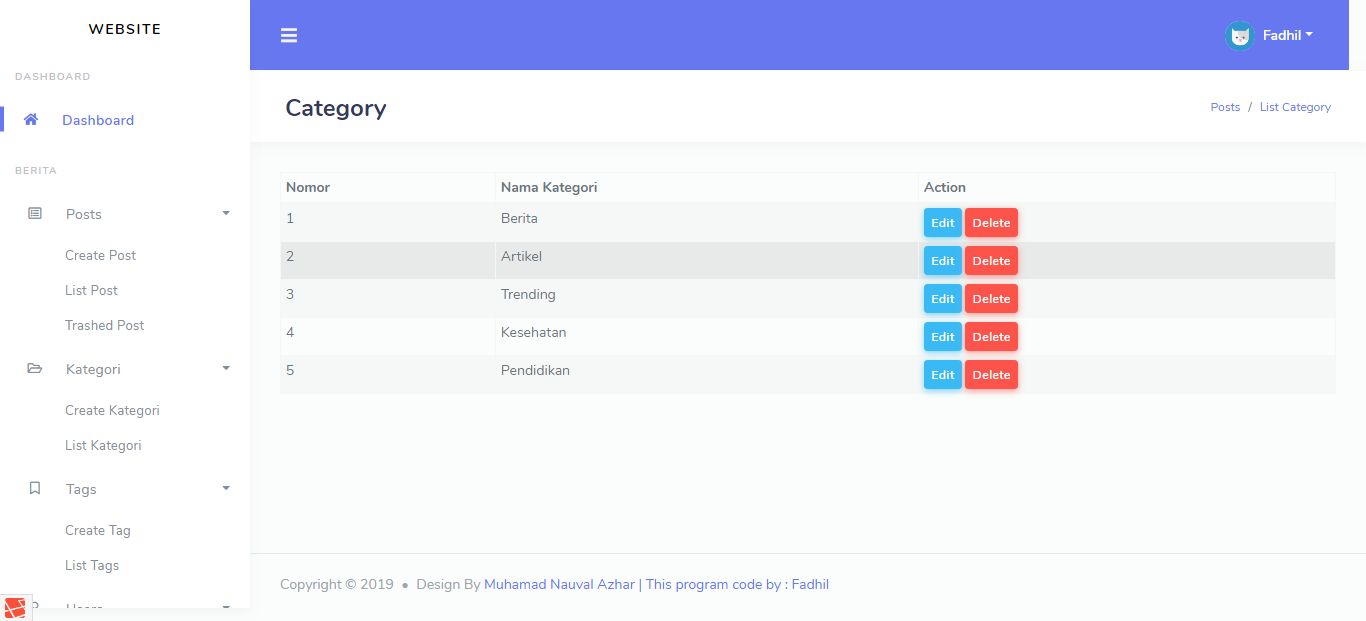 WEBSITE
Fadhil
DASHBOARD
Dashboard
BERITA
Posts
Create Post
List Post
Trashed Post
Kategori
Create Kategori
List Kategori
Tags
Create Tag
List Tags
Category
Posts / List Category
Nomor Nama Kategori Action
1 Berita Edit Delete
2 Artikel Edit Delete
3 Trending Edit Delete
4 Kesehatan Edit Delete
5 Pendidikan Edit Delete
Copyright © 2019 • Design By Muhamad Nauval Azhar | This program code by : Fadhil